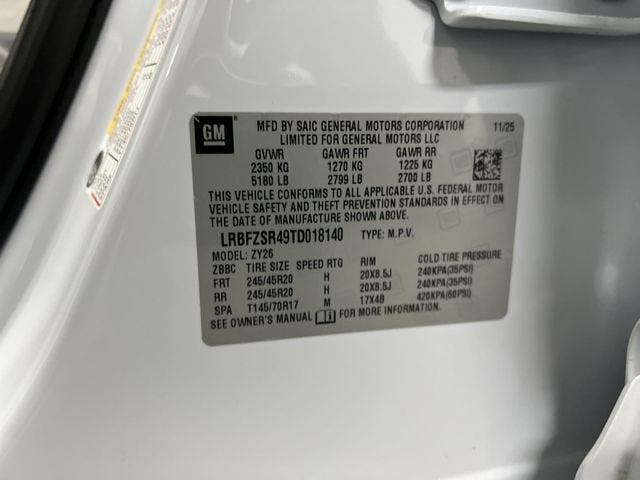 GM
MFD BY SAIC GENERAL MOTORS CORPORATION 11/25
LIMITED FOR GENERAL MOTORS LLC
GVWR GAWR FRT GAWR RR
2350 KG 1270 KG 1225 KG
5180 LB 2799 LB 2700 LB
THIS VEHICLE CONFORMS TO ALL APPLICABLE U.S. FEDERAL MOTOR
VEHICLE SAFETY AND THEFT PREVENTION STANDARDS IN EFFECT ON
THE DATE OF MANUFACTURE SHOWN ABOVE.
LRBFZSR49TD018140 TYPE: M.P.V.
MODEL: ZY26
ZBBC TIRE SIZE SPEED RTG RIM COLD TIRE PRESSURE
FRT 245/45R20 H 20X8.5J 240KPA(35PSI)
RR 245/45R20 H 20X8.5J 240KPA(35PSI)
SPA T145/70R17 M 17X4B 420KPA(60PSI)
SEE OWNER'S MANUAL FOR MORE INFORMATION.